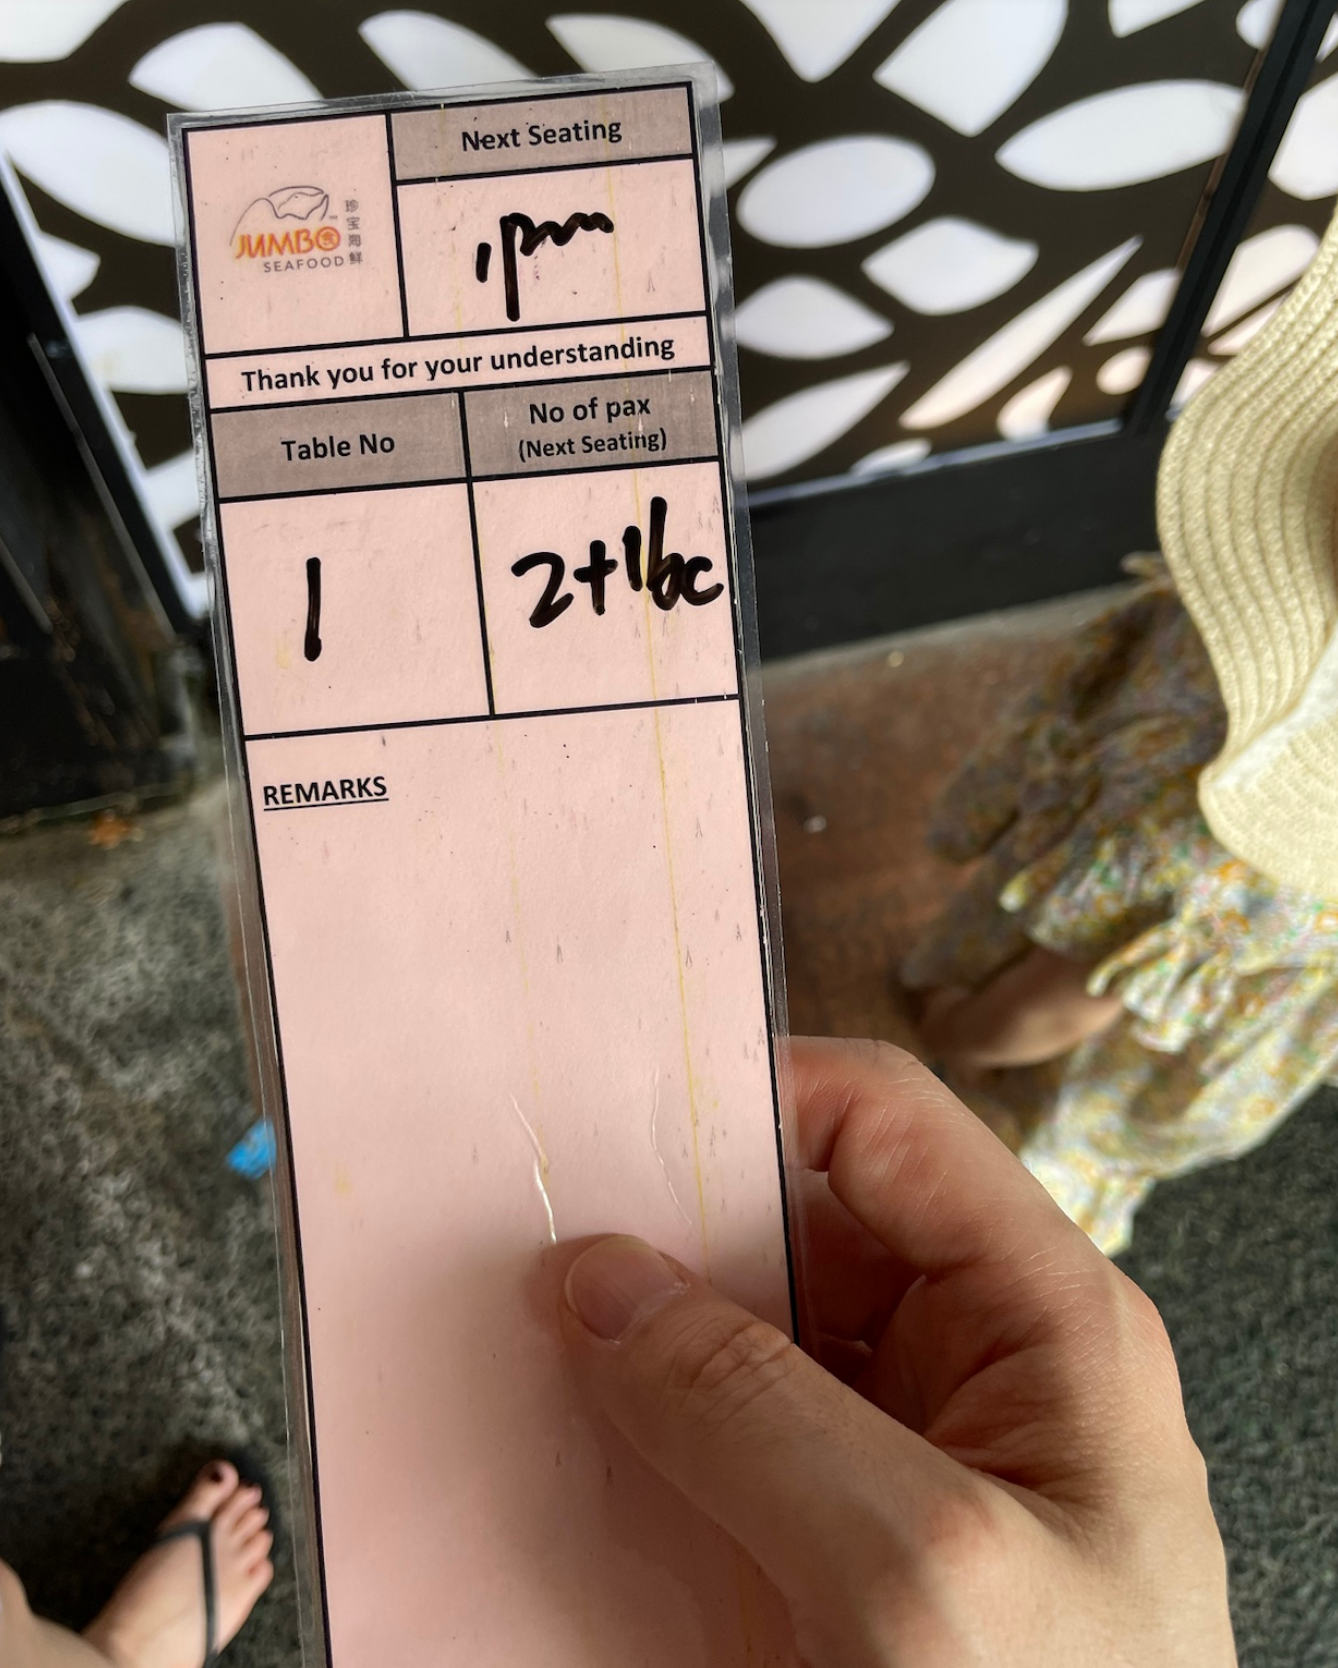 Next Seating
1pm
JUMBO
SEAFOOD
珍宝海鲜
Thank you for your understanding
Table No
No of pax
(Next Seating)
1
2+1bc
REMARKS